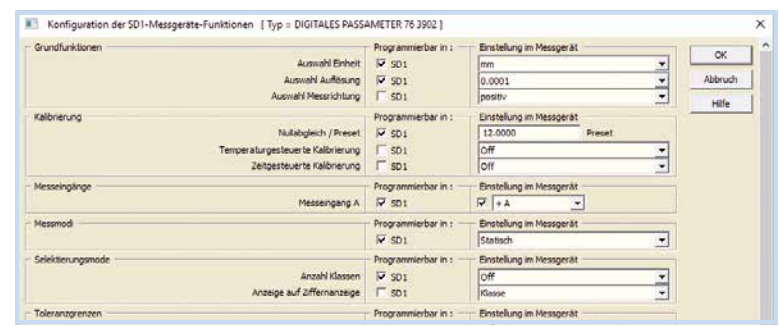 Konfiguration der SD1-Messgeräte-Funktionen [ Typ = DIGITALES PASSAMETER 76 3902 ]
Grundfunktionen Programmierbar in : Einstellung im Messgerät OK
Auswahl Einheit SD1 mm
Auswahl Auflösung SD1 0.0001 Abbruch
Auswahl Messrichtung SD1 positiv Hilfe
Kalibrierung Programmierbar in : Einstellung im Messgerät
Nullabgleich / Preset SD1 12.0000 Preset
Temperaturgesteuerte Kalibrierung SD1 Off
Zeitgesteuerte Kalibrierung SD1 Off
Messeingänge Programmierbar in : Einstellung im Messgerät
Messeingang A SD1 + A
Messmodi Programmierbar in : Einstellung im Messgerät
SD1 Statisch
Selektierungsmode Programmierbar in : Einstellung im Messgerät
Anzahl Klassen SD1 Off
Anzeige auf Ziffernanzeige SD1 Klasse
Toleranzgrenzen Programmierbar in : Einstellung im Messgerät